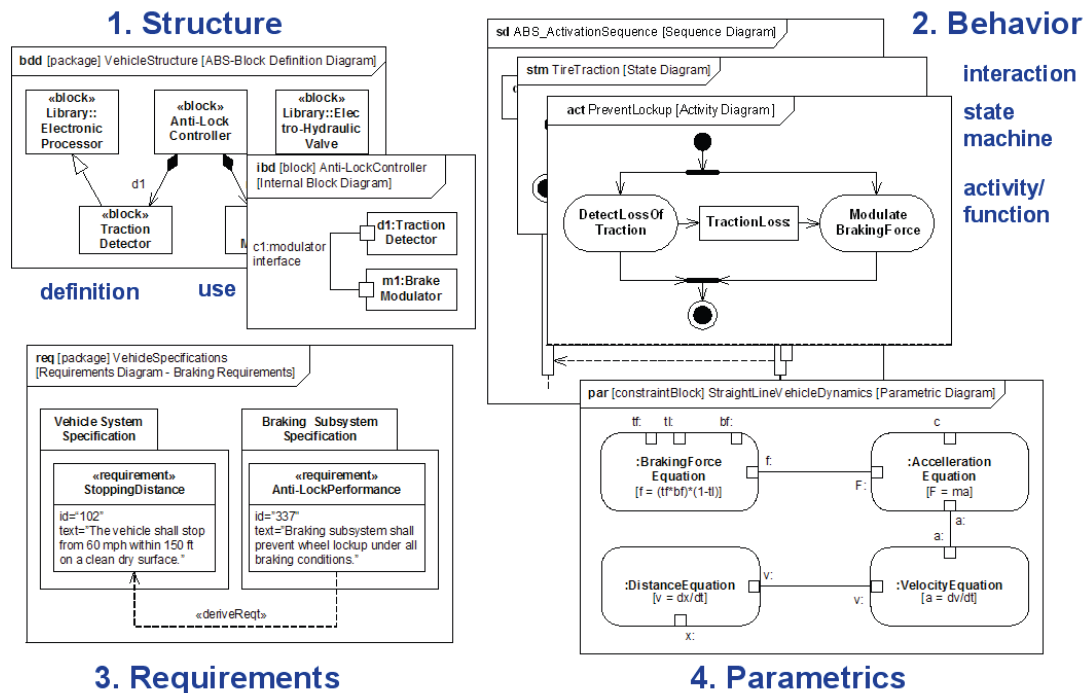 1. Structure
bdd [package] VehicleStructure [ABS-Block Definition Diagram]
«block»
Library::
Electronic
Processor
«block»
Anti-Lock
Controller
«block»
Library::Elec
tro-Hydraulic
Valve
d1
«block»
Traction
Detector
M
definition
use
ibd [block] Anti-LockController
[Internal Block Diagram]
c1:modulator
interface
d1:Traction
Detector
m1:Brake
Modulator
2. Behavior
interaction
state
machine
activity/
function
sd ABS_ActivationSequence [Sequence Diagram]
stm TireTraction [State Diagram]
act PreventLockup [Activity Diagram]
DetectLossOf
Traction
TractionLoss:
Modulate
BrakingForce
req [package] VehicleSpecifications
[Requirements Diagram - Braking Requirements]
Vehicle System
Specification
«requirement»
StoppingDistance
id="102"
text="The vehicle shall stop
from 60 mph within 150 ft
on a clean dry surface."
Braking Subsystem
Specification
«requirement»
Anti-LockPerformance
id="337"
text="Braking subsystem shall
prevent wheel lockup under all
braking conditions."
«deriveReqt»
3. Requirements
par [constraintBlock] StraightLineVehicleDynamics [Parametric Diagram]
tf: tl: bf:
:BrakingForce
Equation
[f = (tf*bf)*(1-tl)]
f:
F:
c
:Accelleration
Equation
[F = ma]
a:
a:
:DistanceEquation
[v = dx/dt]
v:
v:
x:
:VelocityEquation
[a = dv/dt]
4. Parametrics